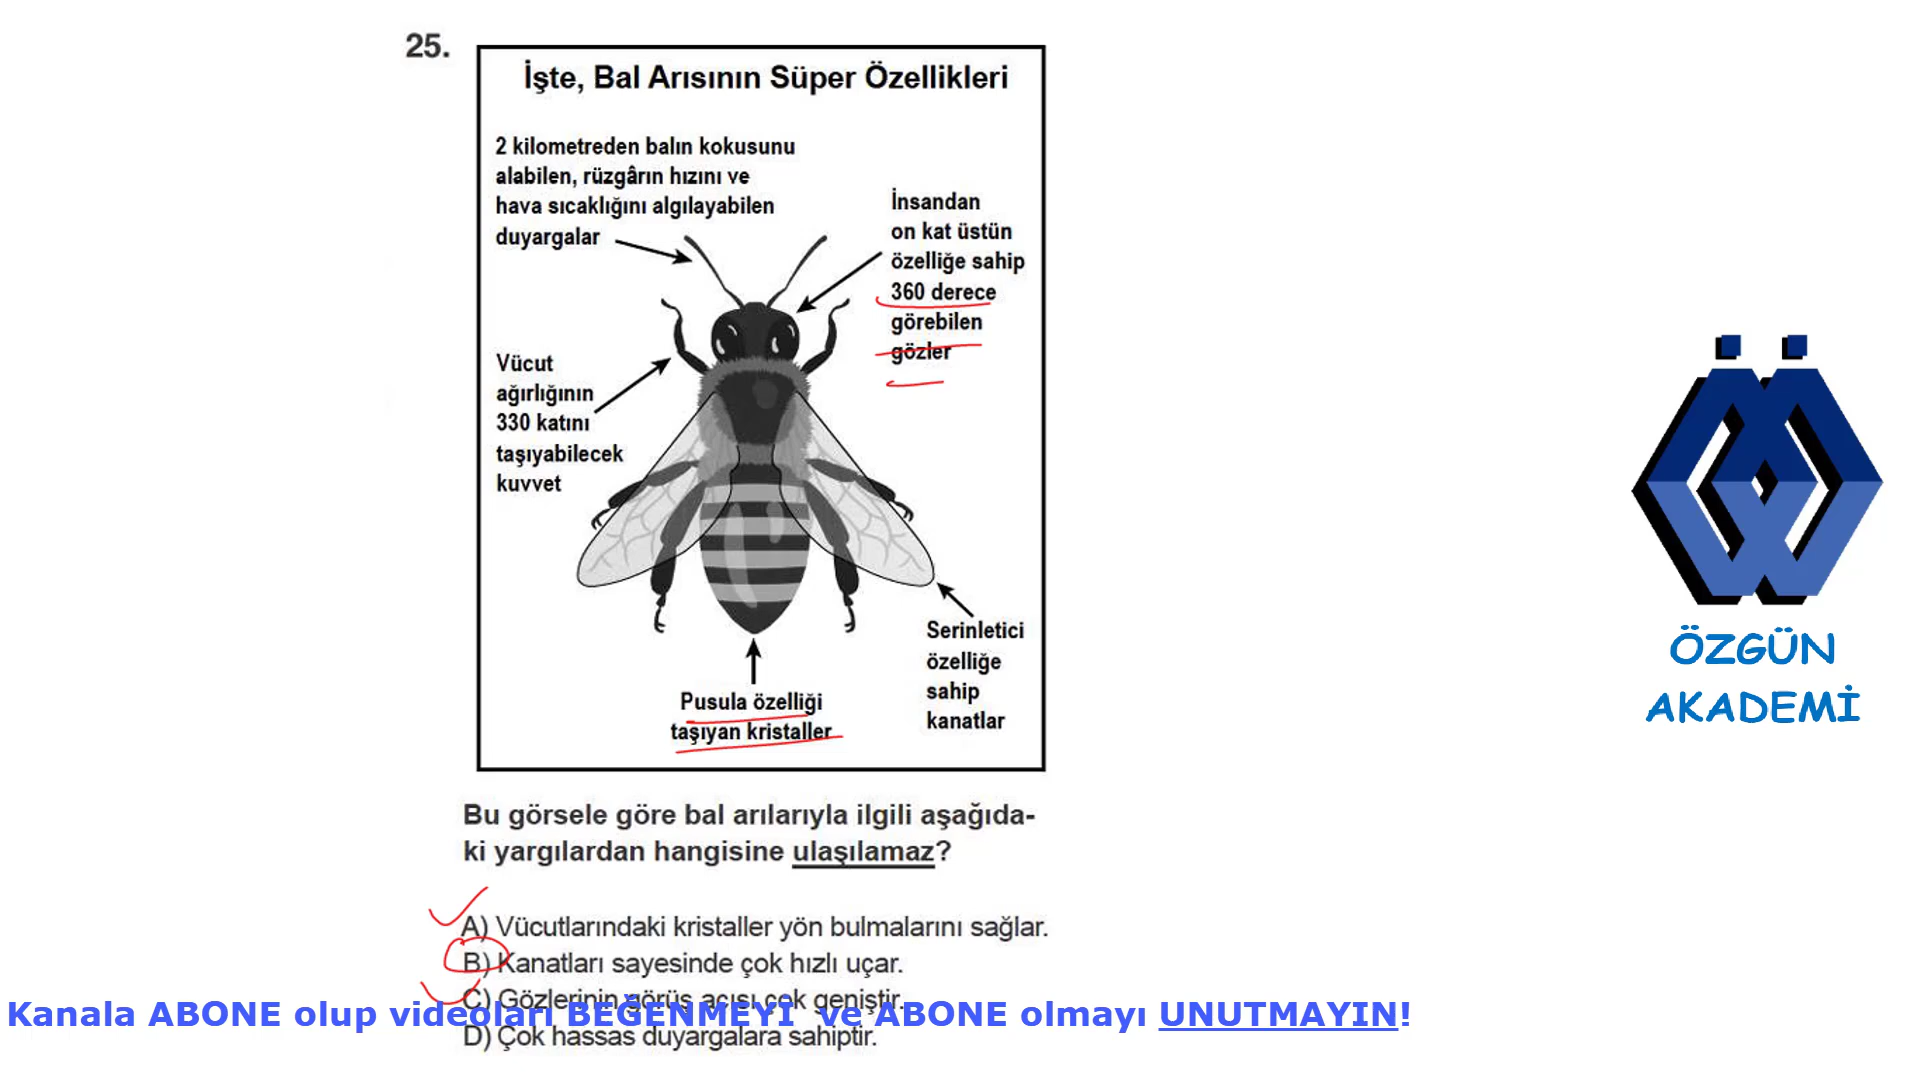 25.
İşte, Bal Arısının Süper Özellikleri
2 kilometreden balın kokusunu
alabilen, rüzgârın hızını ve
hava sıcaklığını algılayabilen
duyargalar
İnsandan
on kat üstün
özelliğe sahip
360 derece
görebilen
gözler
Vücut
ağırlığının
330 katını
taşıyabilecek
kuvvet
Serinletici
özelliğe
sahip
kanatlar
Pusula özelliği
taşıyan kristaller
Bu görsele göre bal arılarıyla ilgili aşağıda-
ki yargılardan hangisine ulaşılamaz?
A) Vücutlarındaki kristaller yön bulmalarını sağlar.
B) Kanatları sayesinde çok hızlı uçar.
C) Gözlerinin görüş açısı çok geniştir.
Kanala ABONE olup videoları BEĞENMEYİ ve ABONE olmayı UNUTMAYIN!
D) Çok hassas duyargalara sahiptir.
ÖZGÜN
AKADEMİ